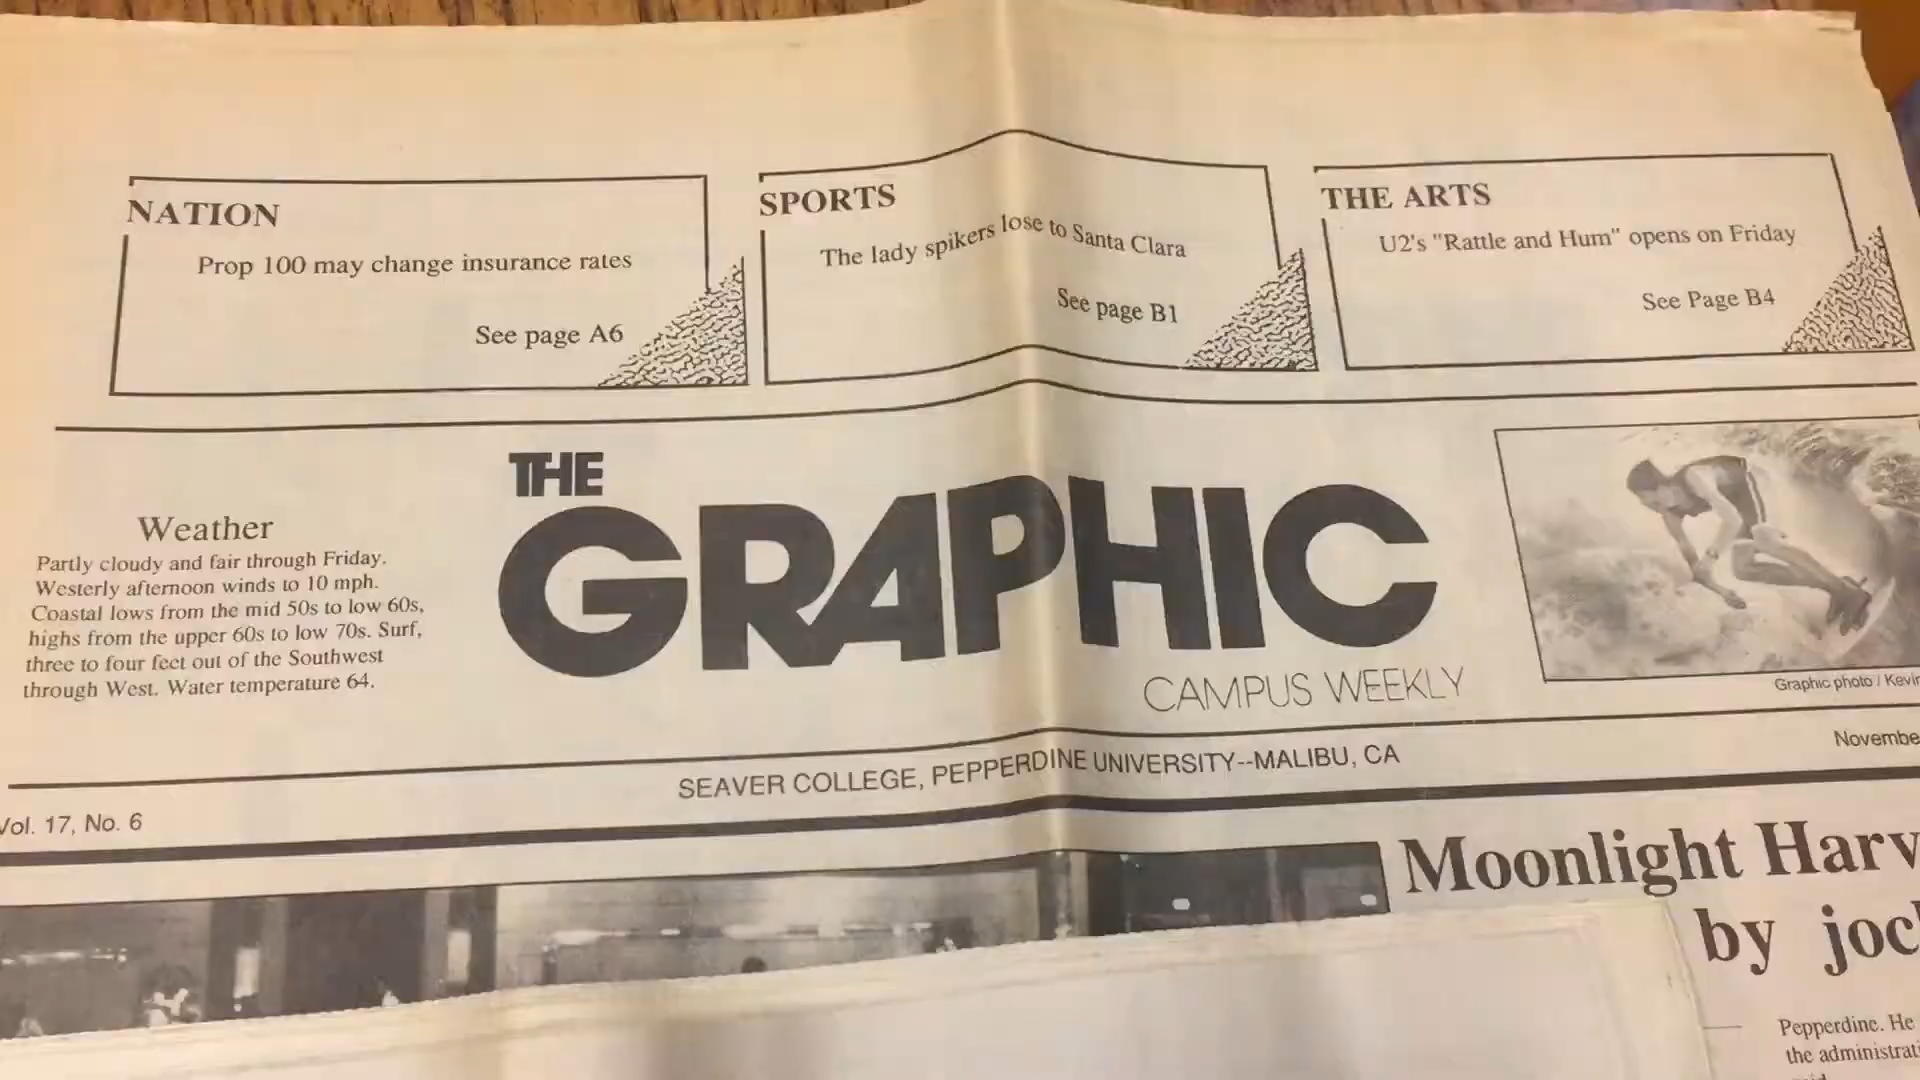 NATION
Prop 100 may change insurance rates
See page A6
SPORTS
The lady spikers lose to Santa Clara
See page B1
THE ARTS
U2's "Rattle and Hum" opens on Friday
See Page B4
Weather
Partly cloudy and fair through Friday.
Westerly afternoon winds to 10 mph.
Coastal lows from the mid 50s to low 60s,
highs from the upper 60s to low 70s. Surf,
three to four feet out of the Southwest
through West. Water temperature 64.
THE
GRAPHIC
CAMPUS WEEKLY
Graphic photo / Kevin
SEAVER COLLEGE, PEPPERDINE UNIVERSITY--MALIBU, CA
Novembe
Vol. 17, No. 6
Moonlight Harv
by joc
Pepperdine. He
the administrati